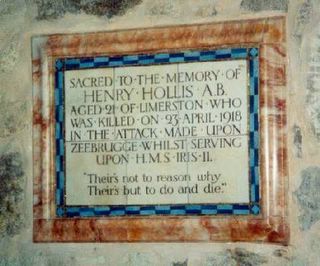 SACRED·TO·THE·MEMORY·OF
HENRY·HOLLIS·A.B.
AGED·21·OF·LIMERSTON·WHO
WAS·KILLED·ON·23·APRIL·1918
IN·THE·ATTACK·MADE·UPON
ZEEBRUGGE·WHILST·SERVING
UPON·H.M.S·IRIS·II.
"Their's not to reason why
Their's but to do and die."